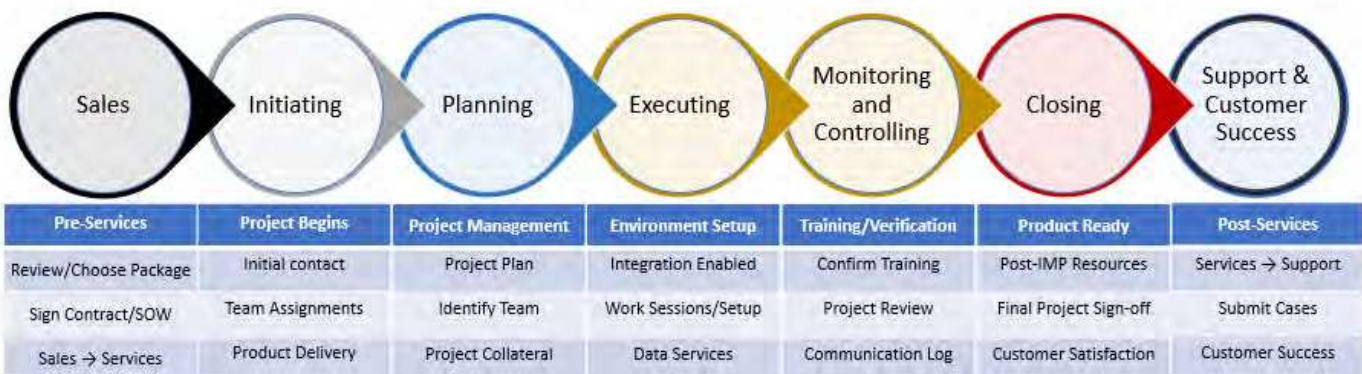 Sales
Initiating
Planning
Executing
Monitoring
and
Controlling
Closing
Support &
Customer
Success
Pre-Services
Project Begins
Project Management
Environment Setup
Training/Verification
Product Ready
Post-Services
Review/Choose Package
Initial contact
Project Plan
Integration Enabled
Confirm Training
Post-IMP Resources
Services → Support
Sign Contract/SOW
Team Assignments
Identify Team
Work Sessions/Setup
Project Review
Final Project Sign-off
Submit Cases
Sales → Services
Product Delivery
Project Collateral
Data Services
Communication Log
Customer Satisfaction
Customer Success